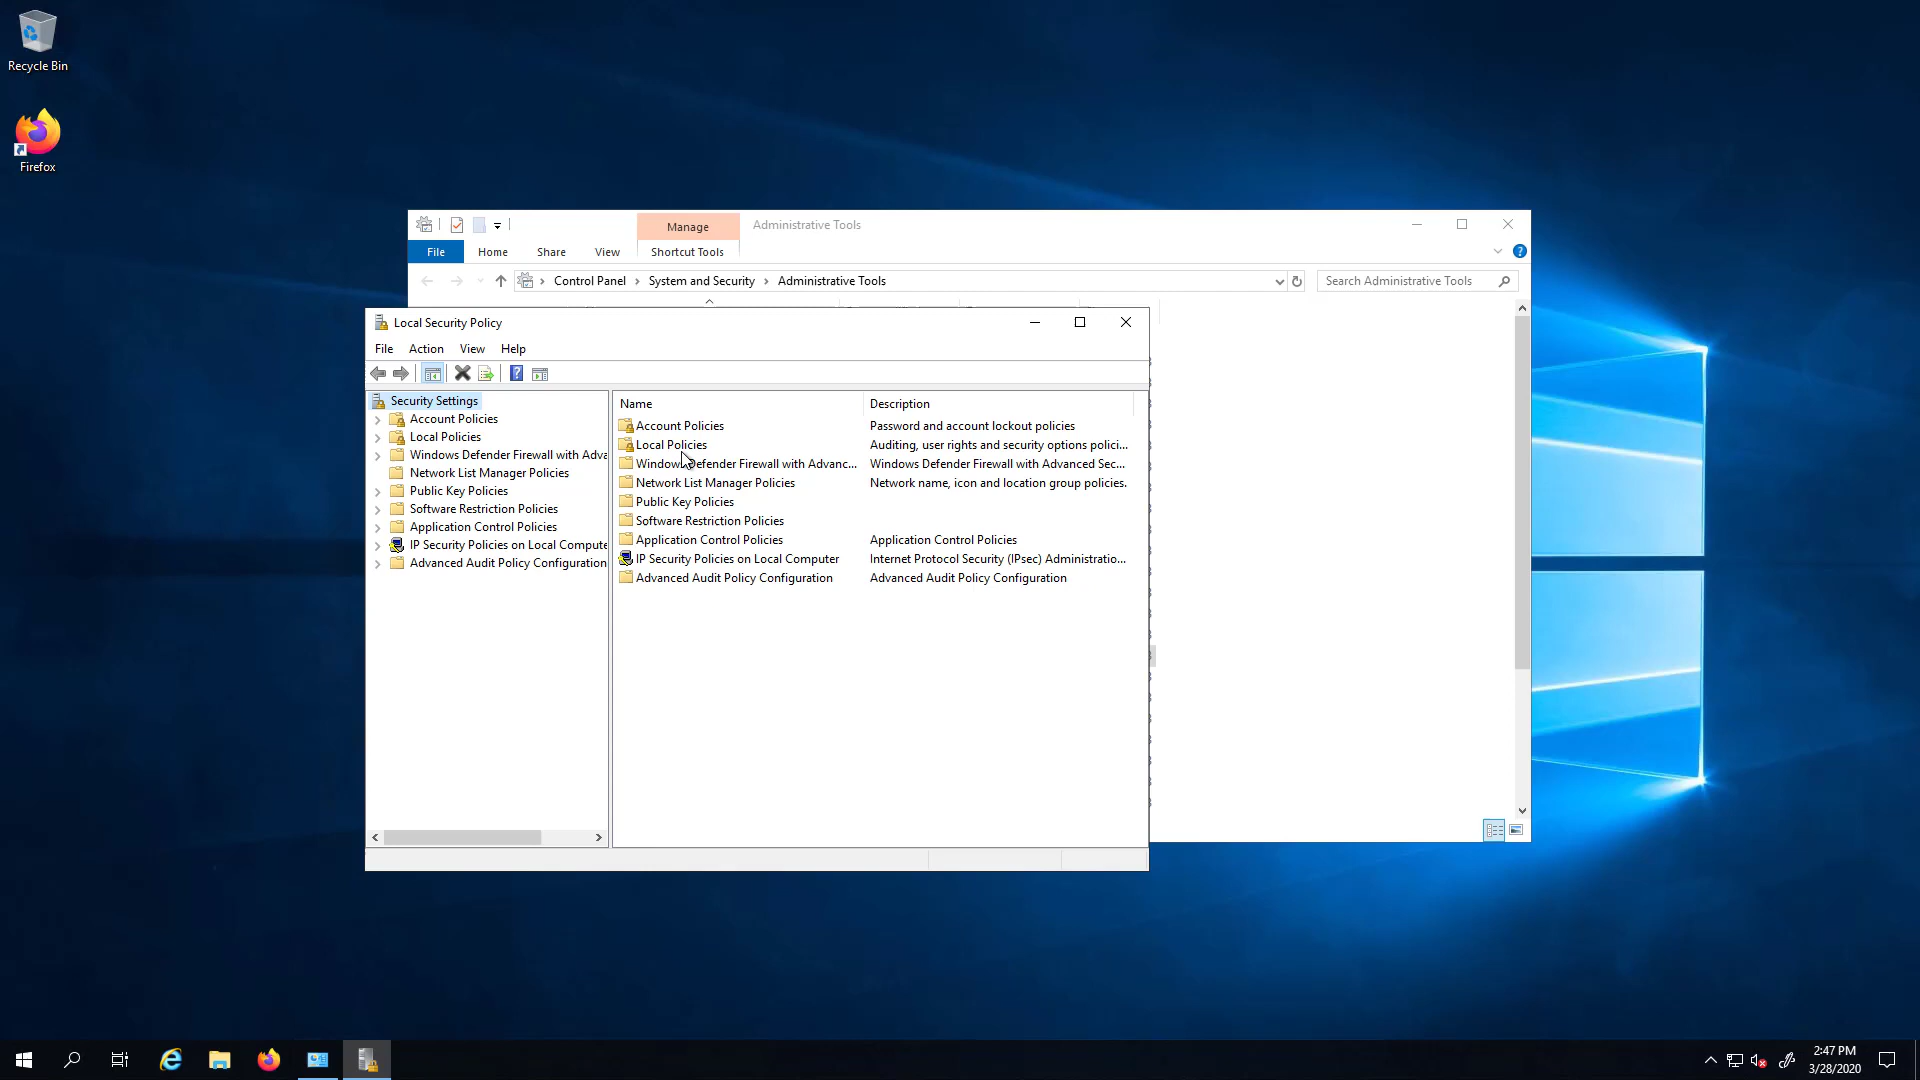 Recycle Bin
Firefox
Manage
Administrative Tools
File
Home
Share
View
Shortcut Tools
Control Panel
System and Security
Administrative Tools
Search Administrative Tools
Local Security Policy
File
Action
View
Help
Security Settings
Account Policies
Local Policies
Windows Defender Firewall with Adva
Network List Manager Policies
Public Key Policies
Software Restriction Policies
Application Control Policies
IP Security Policies on Local Compute
Advanced Audit Policy Configuration
Name
Description
Account Policies
Password and account lockout policies
Local Policies
Auditing, user rights and security options polici...
Windows Defender Firewall with Advanc...
Windows Defender Firewall with Advanced Sec...
Network List Manager Policies
Network name, icon and location group policies.
Public Key Policies
Software Restriction Policies
Application Control Policies
Application Control Policies
IP Security Policies on Local Computer
Internet Protocol Security (IPsec) Administratio...
Advanced Audit Policy Configuration
Advanced Audit Policy Configuration
2:47 PM
3/28/2020